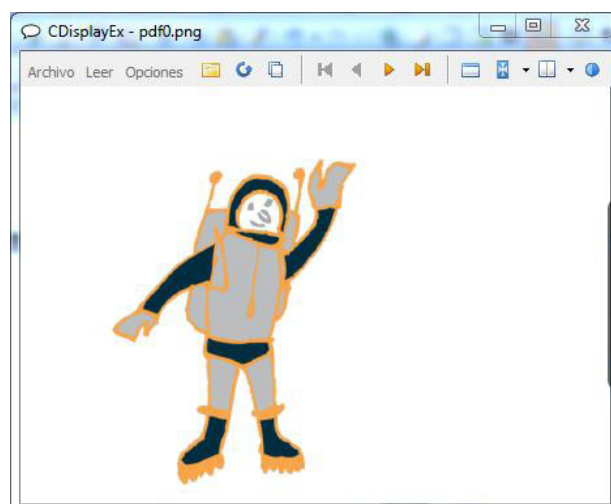 CDisplayEx - pdf0.png
Archivo Leer Opciones